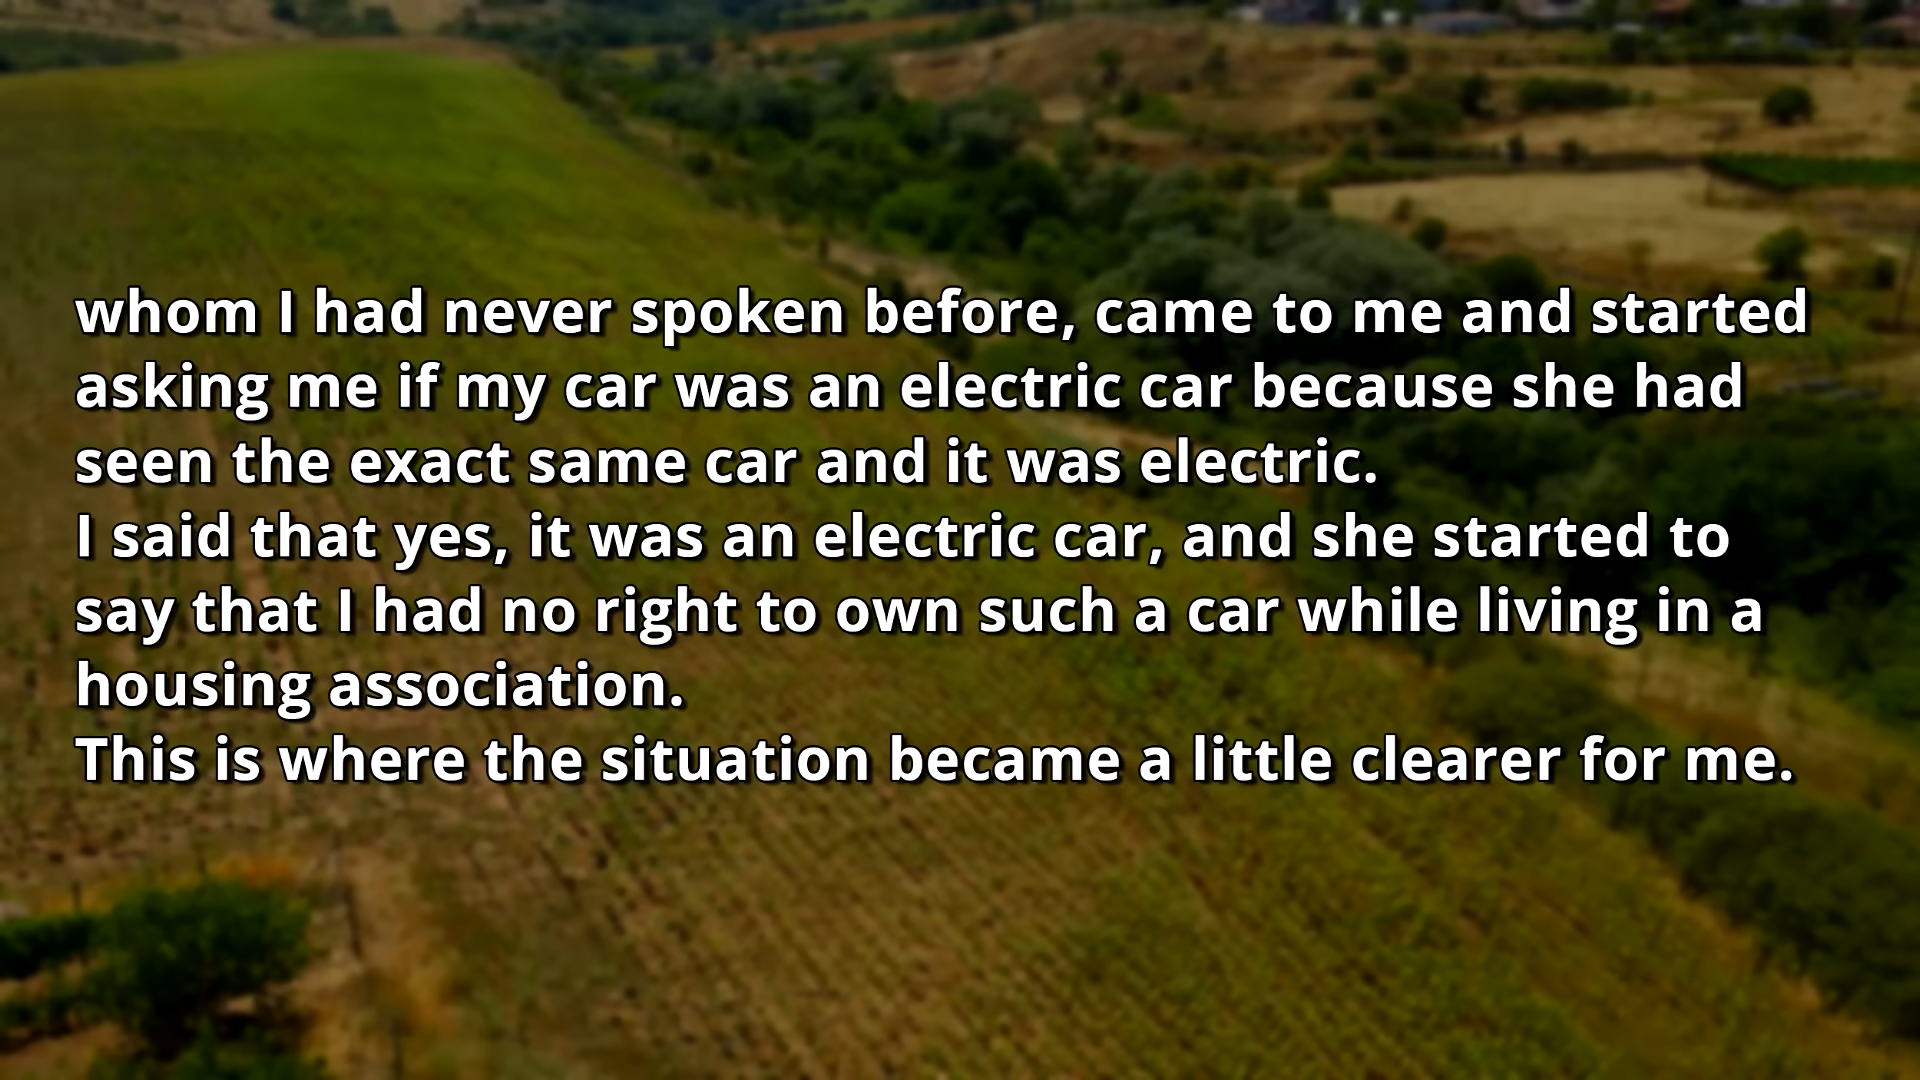 whom I had never spoken before, came to me and started
asking me if my car was an electric car because she had
seen the exact same car and it was electric.
I said that yes, it was an electric car, and she started to
say that I had no right to own such a car while living in a
housing association.
This is where the situation became a little clearer for me.